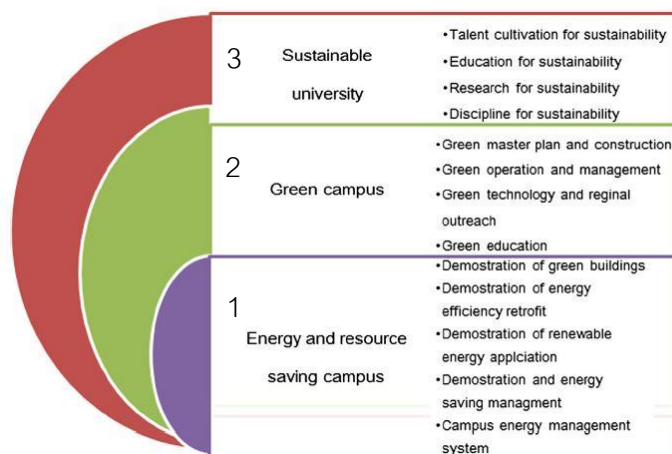 3
Sustainable
university
•Talent cultivation for sustainability
•Education for sustainability
•Research for sustainability
•Discipline for sustainability
2
Green campus
•Green master plan and construction
•Green operation and management
•Green technology and reginal
outreach
•Green education
1
Energy and resource
saving campus
•Demostration of green buildings
•Demostration of energy
efficiency retrofit
•Demostration of renewable
energy applciation
•Demostration and energy
saving managment
•Campus energy management
system